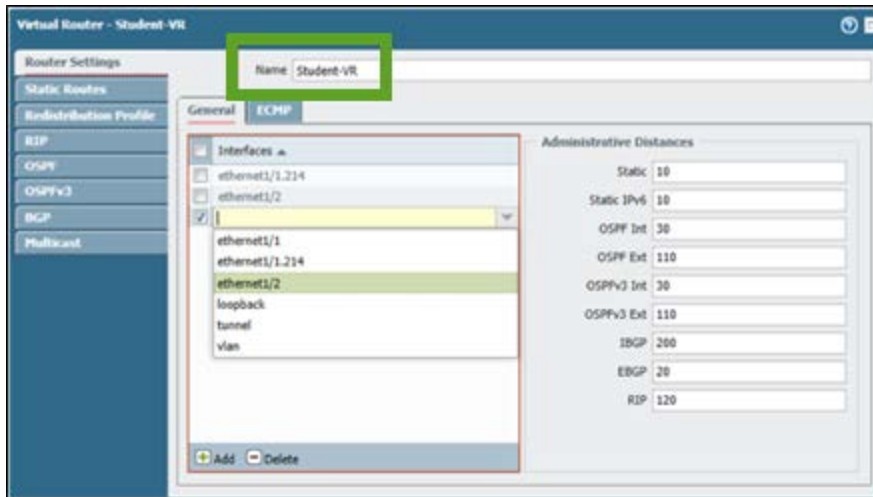 Virtual Router - Student-VR
Router Settings
Static Routes
Redistribution Profile
RIP
OSPF
OSPFv3
BGP
Multicast
Name Student-VR
General ECMP
Interfaces
ethernet1/1.214
ethernet1/2
ethernet1/1
ethernet1/1.214
ethernet1/2
loopback
tunnel
vlan
Add Delete
Administrative Distances
Static 10
Static IPv6 10
OSPF Int 30
OSPF Ext 110
OSPFv3 Int 30
OSPFv3 Ext 110
IBGP 200
EBGP 20
RIP 120